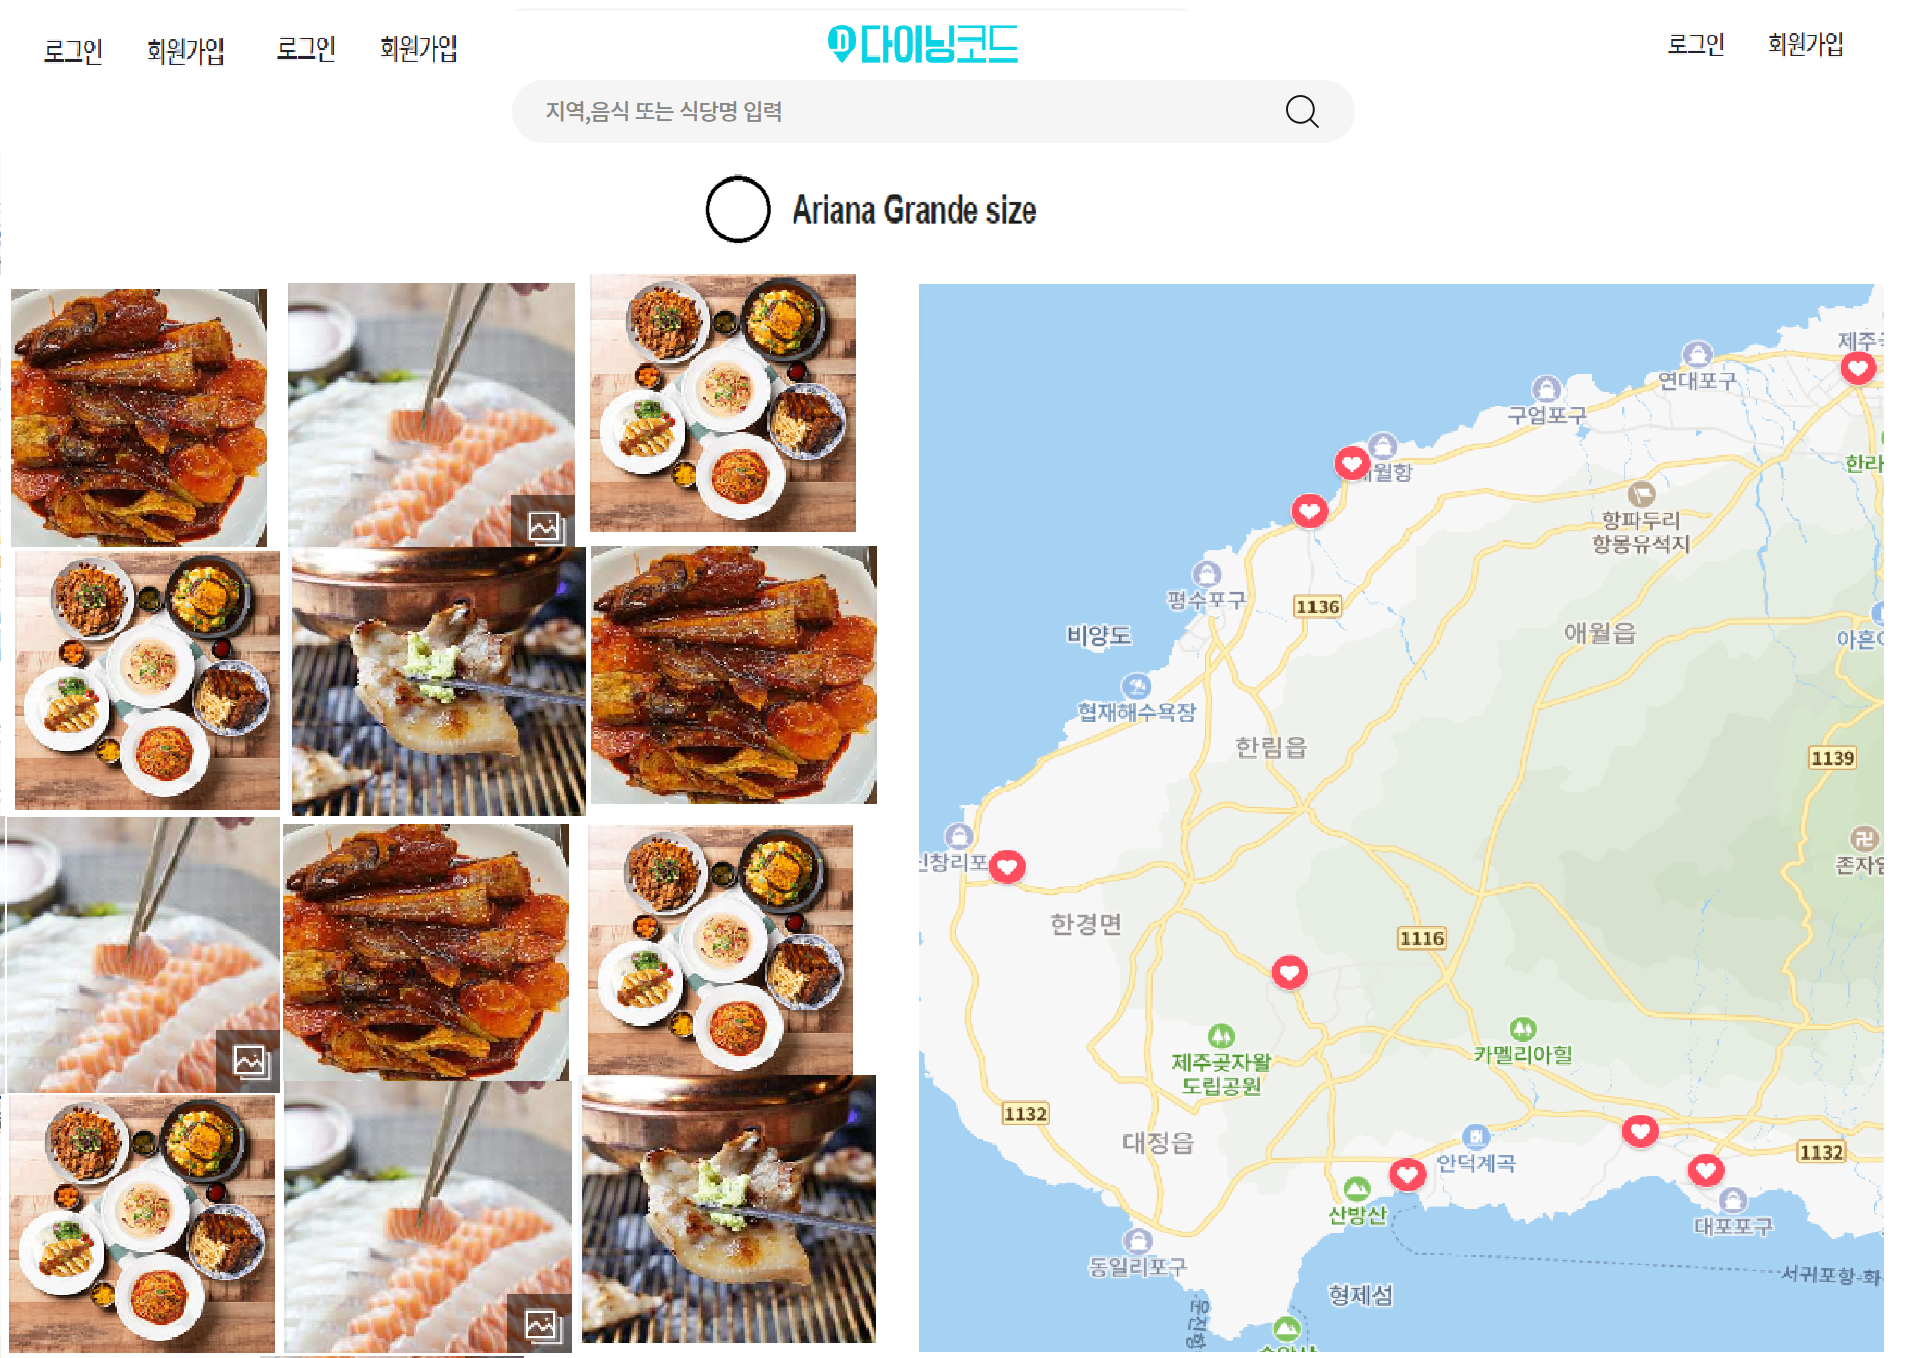 로그인 회원가입 로그인 회원가입
다이닝코드
로그인 회원가입
지역,음식 또는 식당명 입력
Ariana Grande size
연대포구
구엄포구
월항
한라
항파두리
항몽유석지
평수포구
1136
비양도
애월읍
협재해수욕장
한림읍
1139
창리포
존자암
한경면
1116
제주곶자왈
도립공원
카멜리아힐
1132
대정읍
안덕계곡
1132
산방산
대포포구
동일리포구
형제섬
서귀포항-화
운진항